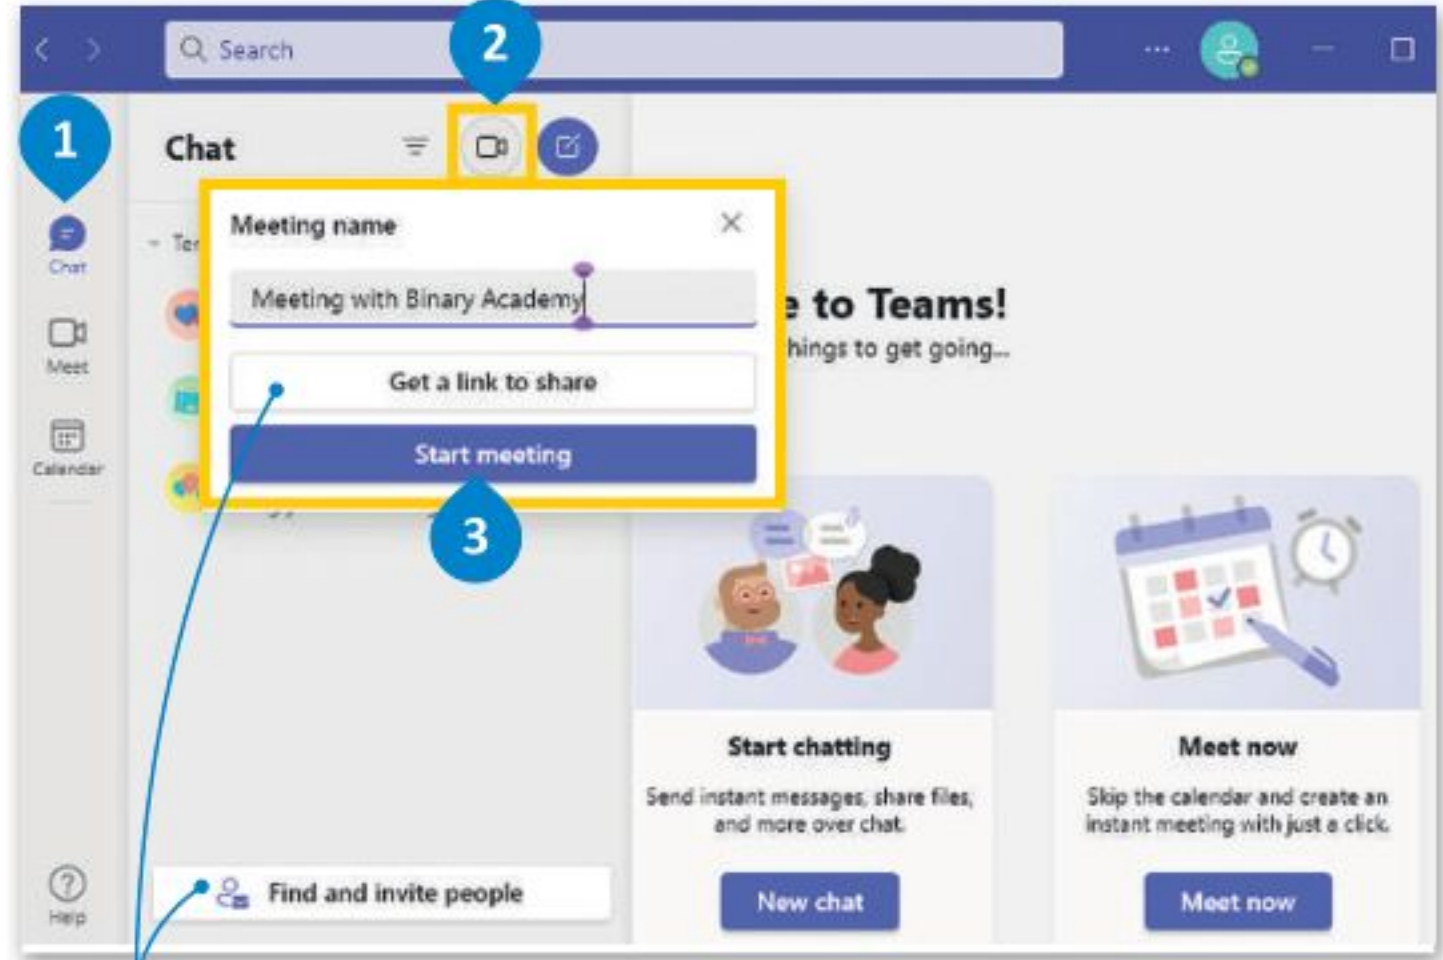 Search
2
1
Chat
Ter
Meeting name
Meeting with Binary Academy
Get a link to share
Start meeting
3
Chat
Meet
Calendar
e to Teams!
hings to get going...
Start chatting
Send instant messages, share files,
and more over chat.
New chat
Meet now
Skip the calendar and create an
instant meeting with just a click.
Meet now
Find and invite people
Help